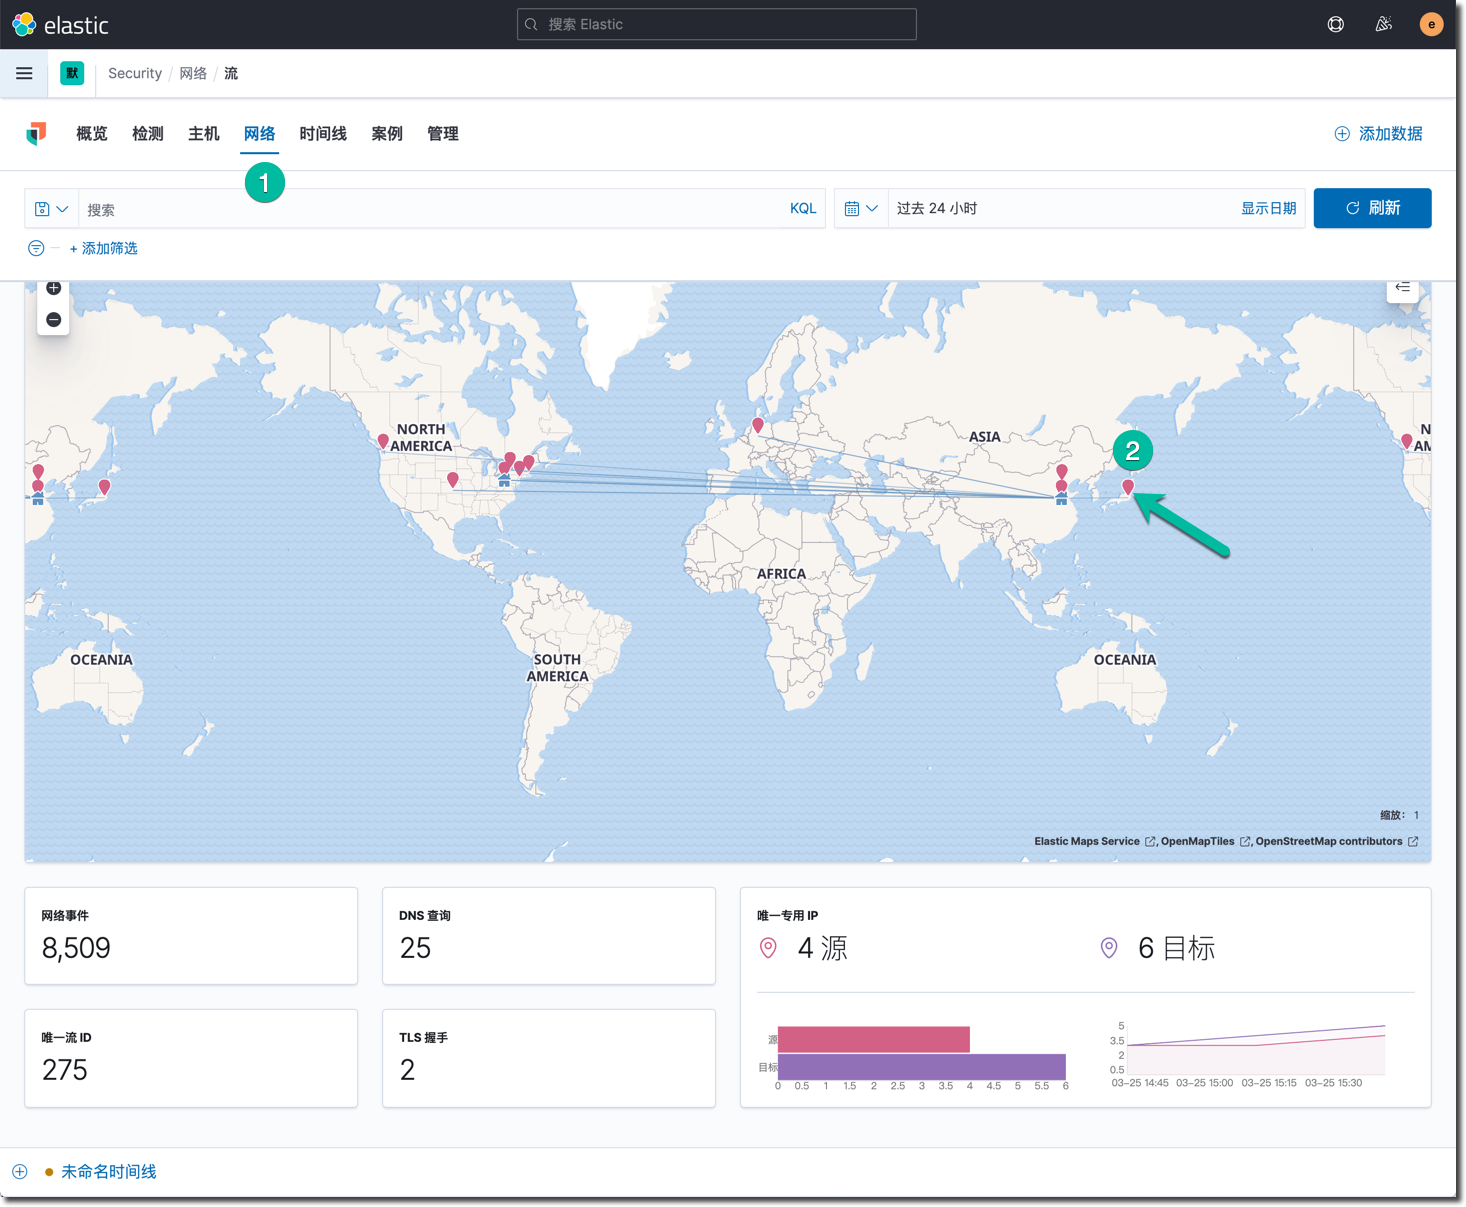 elastic
搜索 Elastic
e
默
Security / 网络 / 流
概览 检测 主机 网络 时间线 案例 管理
添加数据
1
搜索
KQL
过去 24 小时
显示日期
刷新
+ 添加筛选
NORTH
AMERICA
ASIA
2
N
AM
AFRICA
OCEANIA
SOUTH
AMERICA
OCEANIA
缩放： 1
Elastic Maps Service , OpenMapTiles , OpenStreetMap contributors
网络事件
8,509
DNS 查询
25
唯一专用 IP
4 源
6 目标
唯一流 ID
275
TLS 握手
2
源
目标
0 0.5 1 1.5 2 2.5 3 3.5 4 4.5 5 5.5 6
5
3.5
2
0.5
03-25 14:45 03-25 15:00 03-25 15:15 03-25 15:30
未命名时间线